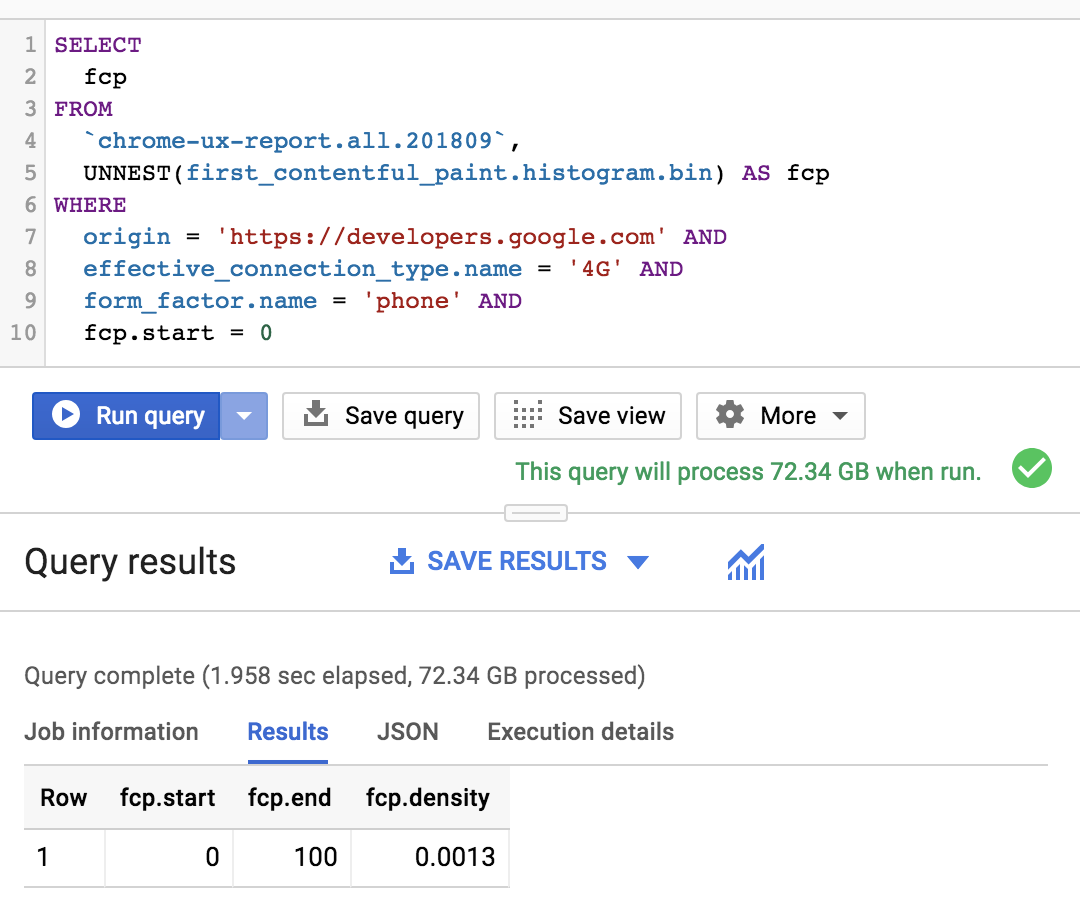 1 SELECT
2 fcp
3 FROM
4 `chrome-ux-report.all.201809`,
5 UNNEST(first_contentful_paint.histogram.bin) AS fcp
6 WHERE
7 origin = 'https://developers.google.com' AND
8 effective_connection_type.name = '4G' AND
9 form_factor.name = 'phone' AND
10 fcp.start = 0
Run query Save query Save view More
This query will process 72.34 GB when run.
Query results SAVE RESULTS
Query complete (1.958 sec elapsed, 72.34 GB processed)
Job information Results JSON Execution details
Row fcp.start fcp.end fcp.density
1 0 100 0.0013